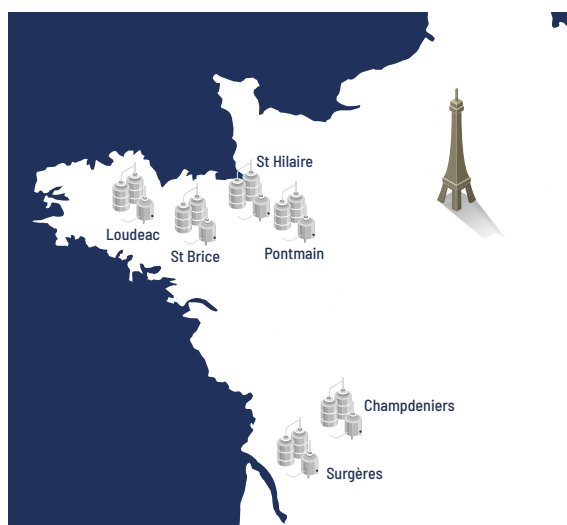 St Hilaire
Loudeac
St Brice
Pontmain
Champdeniers
Surgères